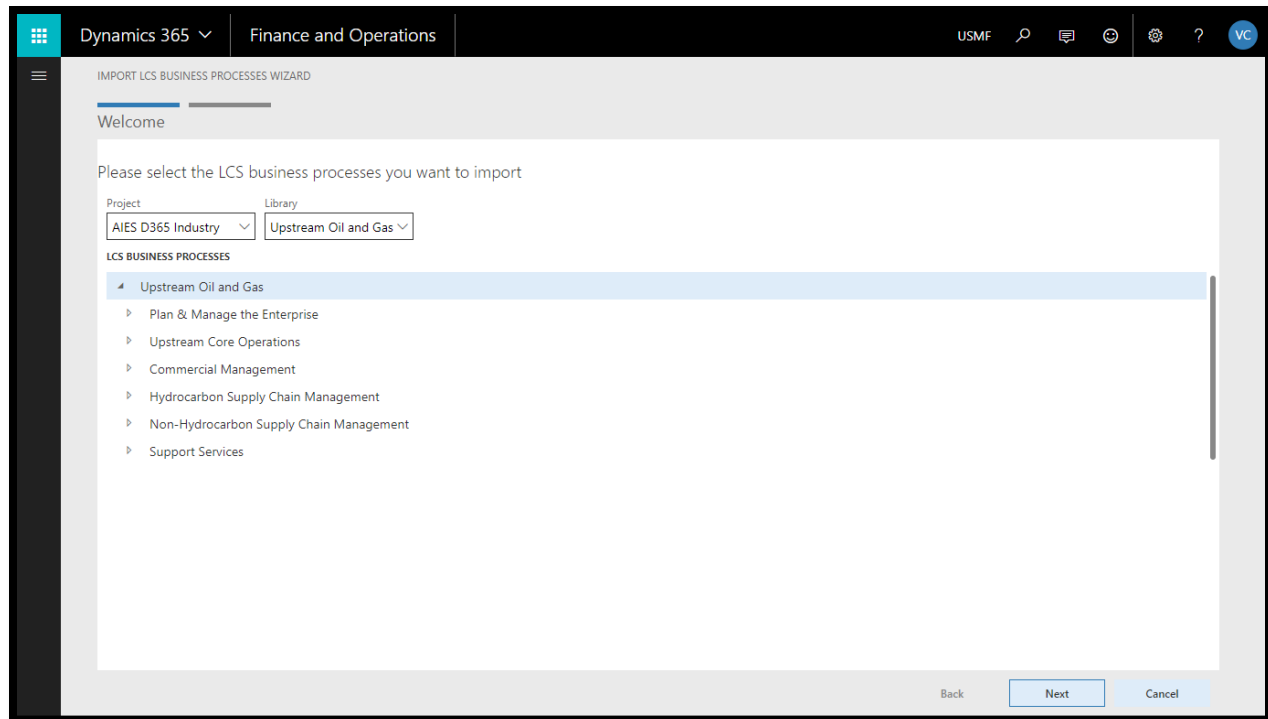 Dynamics 365 Finance and Operations USMF ? VC
IMPORT LCS BUSINESS PROCESSES WIZARD
Welcome
Please select the LCS business processes you want to import
Project Library
AIES D365 Industry Upstream Oil and Gas
LCS BUSINESS PROCESSES
Upstream Oil and Gas
Plan & Manage the Enterprise
Upstream Core Operations
Commercial Management
Hydrocarbon Supply Chain Management
Non-Hydrocarbon Supply Chain Management
Support Services
Back Next Cancel